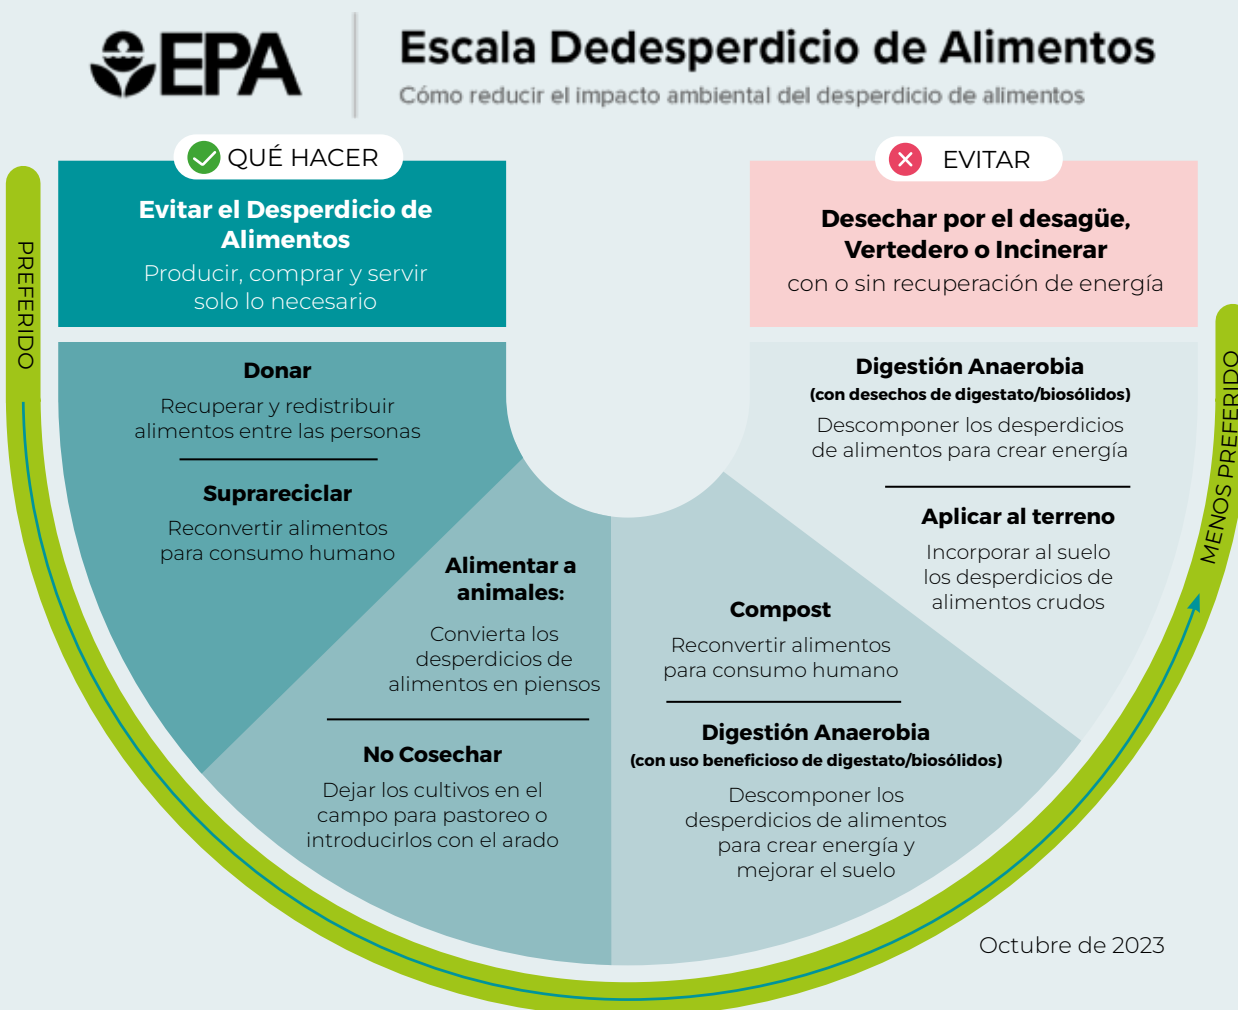 EPA
Escala Dedesperdicio de Alimentos
Cómo reducir el impacto ambiental del desperdicio de alimentos
QUÉ HACER
EVITAR
PREFERIDO
Evitar el Desperdicio de
Alimentos
Producir, comprar y servir
solo lo necesario
Desechar por el desagüe,
Vertedero o Incinerar
con o sin recuperación de energía
Donar
Recuperar y redistribuir
alimentos entre las personas
Suprareciclar
Reconvertir alimentos
para consumo humano
Alimentar a
animales:
Convierta los
desperdicios de
alimentos en piensos
No Cosechar
Dejar los cultivos en el
campo para pastoreo o
introducirlos con el arado
Compost
Reconvertir alimentos
para consumo humano
Digestión Anaerobia
(con uso beneficioso de digestato/biosólidos)
Descomponer los
desperdicios de alimentos
para crear energía y
mejorar el suelo
Digestión Anaerobia
(con desechos de digestato/biosólidos)
Descomponer los desperdicios
de alimentos para crear energía
Aplicar al terreno
Incorporar al suelo
los desperdicios de
alimentos crudos
MENOS PREFERIDO
Octubre de 2023